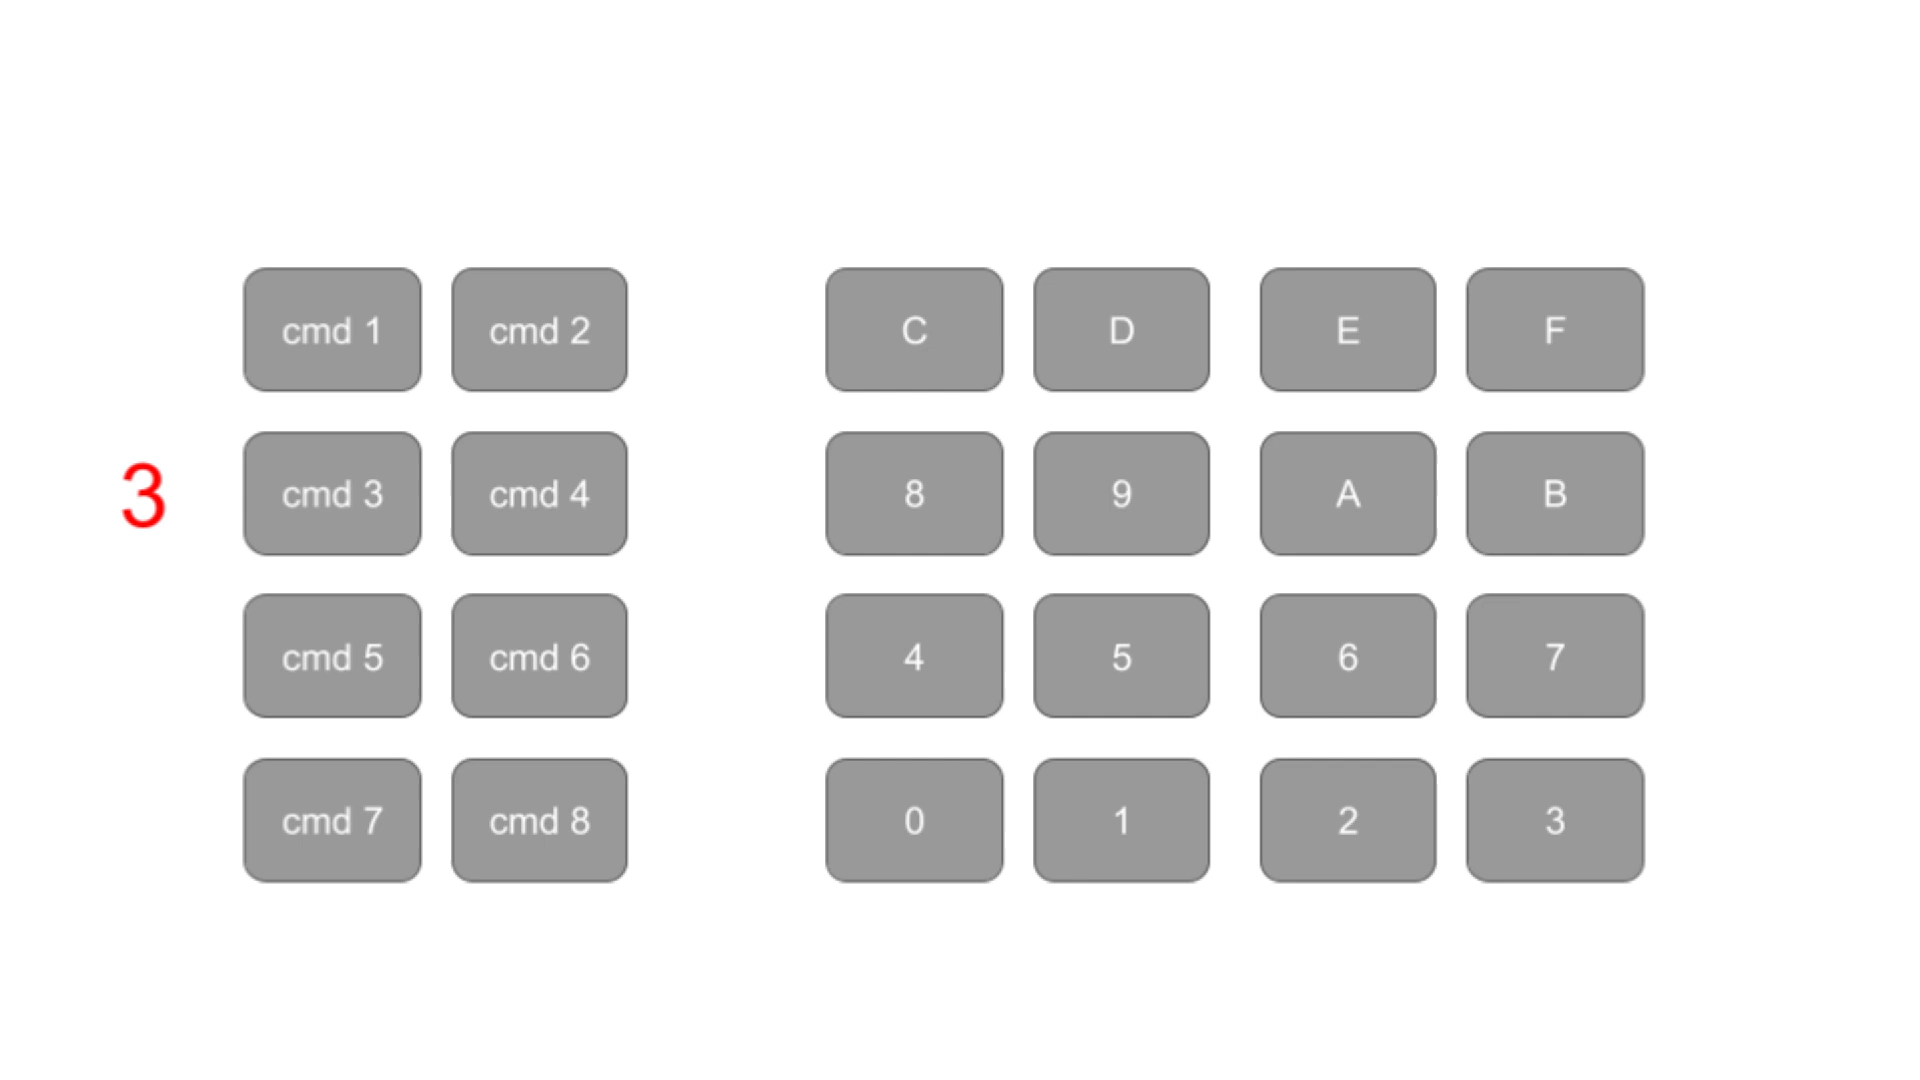 cmd 1 cmd 2 C D E F
3 cmd 3 cmd 4 8 9 A B
cmd 5 cmd 6 4 5 6 7
cmd 7 cmd 8 0 1 2 3